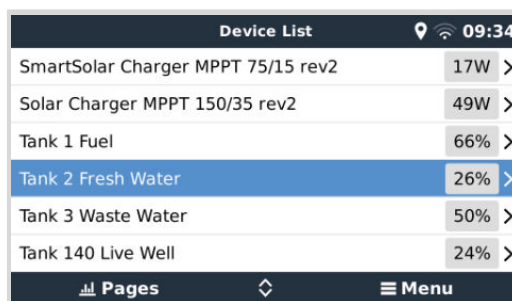 Device List 09:34
SmartSolar Charger MPPT 75/15 rev2 17W
Solar Charger MPPT 150/35 rev2 49W
Tank 1 Fuel 66%
Tank 2 Fresh Water 26%
Tank 3 Waste Water 50%
Tank 140 Live Well 24%
Pages Menu